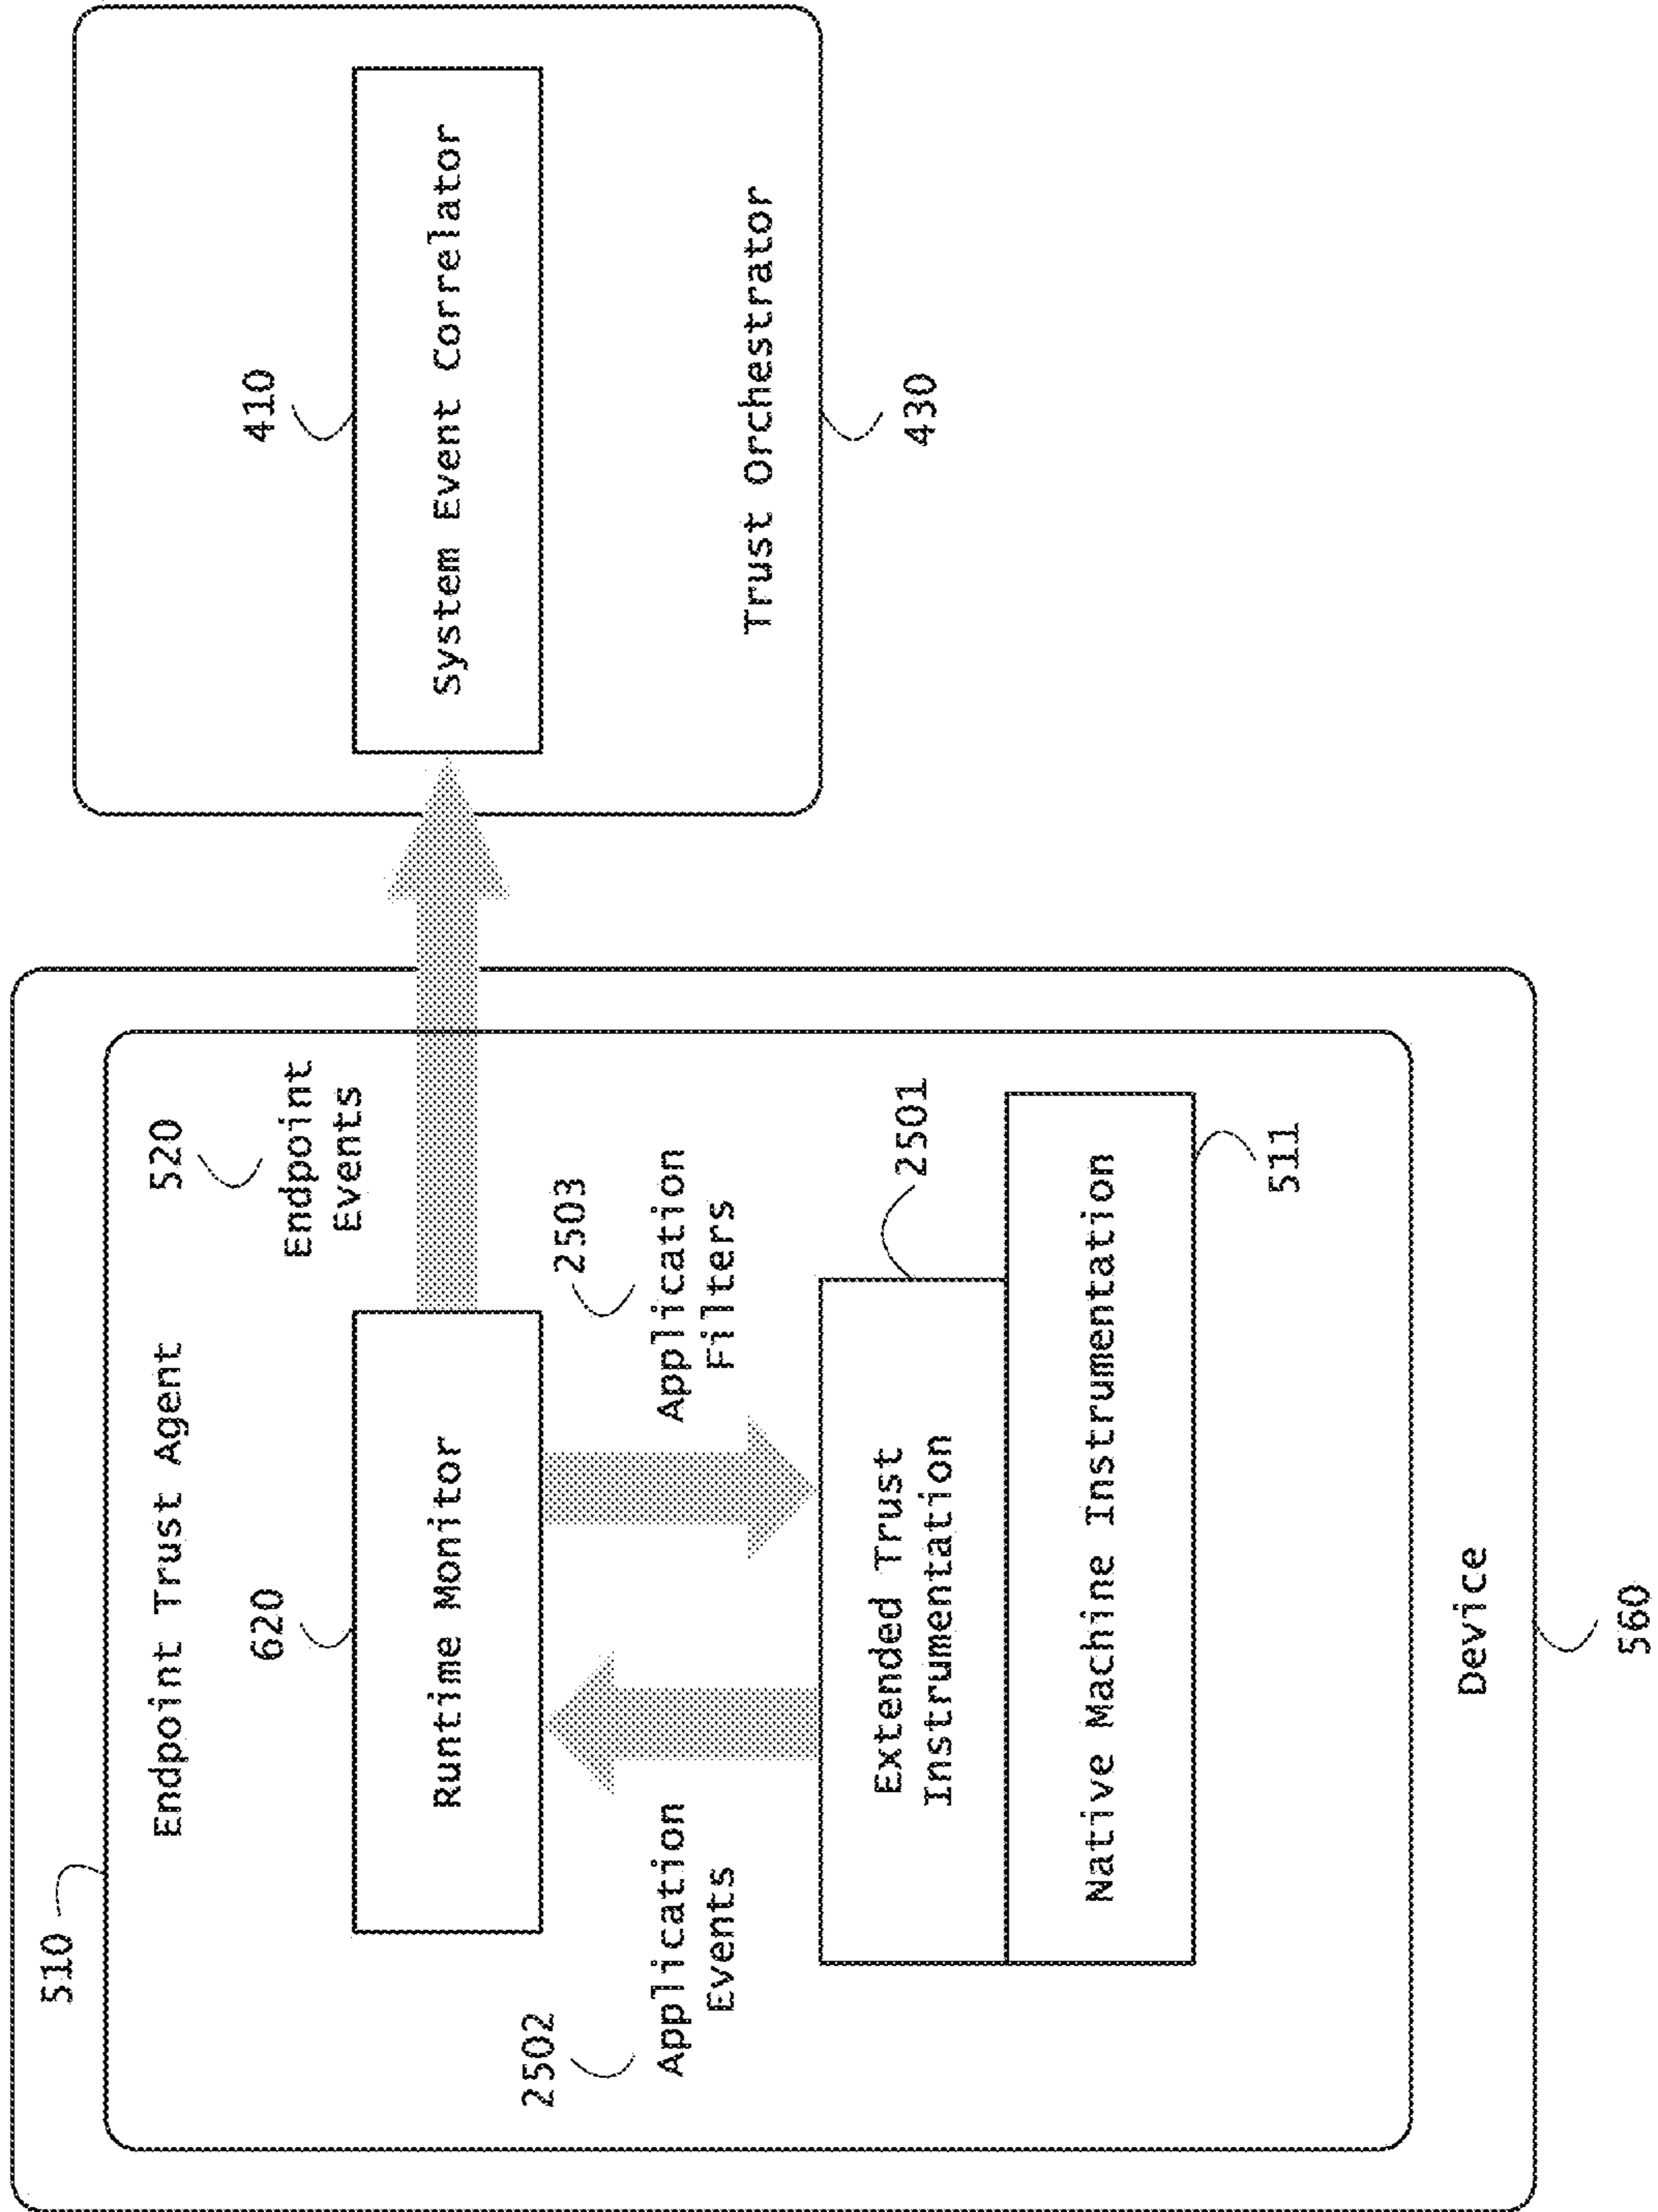 510
Endpoint Trust Agent
520
Endpoint
Events
620
Runtime Monitor
2502
Application
Events
2503
Application
Filters
Extended Trust
Instrumentation
2501
Native Machine Instrumentation
511
Device
560
410
System Event Correlator
Trust Orchestrator
430